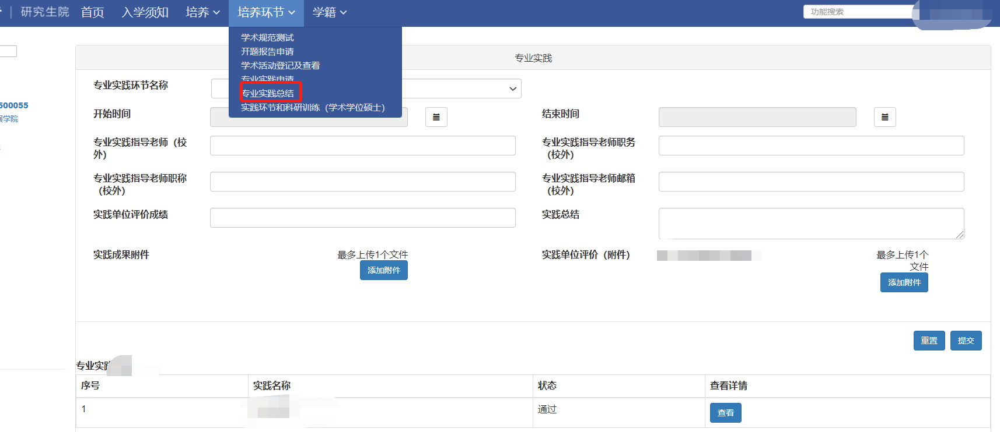 研究生院 首页 入学须知 培养 培养环节 学籍 功能搜索
学术规范测试
开题报告申请
学术活动登记及查看
专业实践申请
专业实践总结
实践环节和科研训练（学术学位硕士）
500055
展学院
专业实践
专业实践环节名称
开始时间
结束时间
专业实践指导老师（校
外）
专业实践指导老师职务
（校外）
专业实践指导老师职称
（校外）
专业实践指导老师邮箱
（校外）
实践单位评价成绩
实践总结
实践成果附件
最多上传1个文件
添加附件
实践单位评价（附件）
最多上传1个
文件
添加附件
重置 提交
专业实践
序号 实践名称 状态 查看详情
1 通过 查看